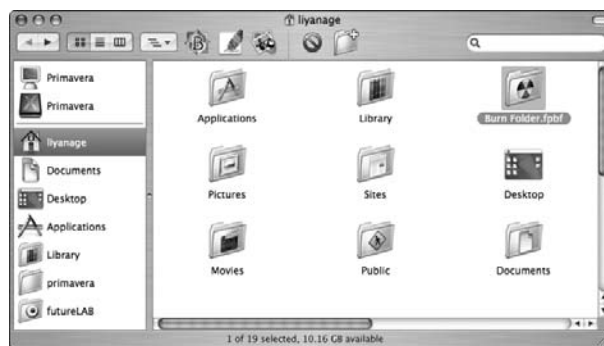 liyanage
Primavera
Primavera
liyanage
Documents
Desktop
Applications
Library
primavera
futureLAB
Applications
Library
Burn Folder.fpbf
Pictures
Sites
Desktop
Movies
Public
Documents
1 of 19 selected, 10.16 GB available